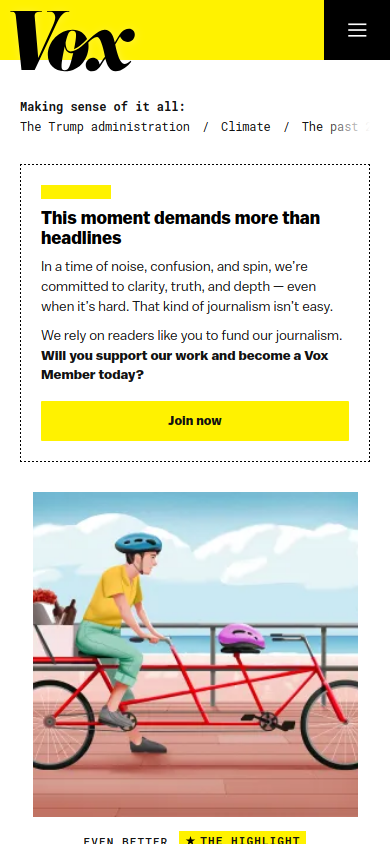 Vox
Making sense of it all:
The Trump administration / Climate / The past
This moment demands more than
headlines
In a time of noise, confusion, and spin, we're
committed to clarity, truth, and depth — even
when it's hard. That kind of journalism isn't easy.
We rely on readers like you to fund our journalism.
Will you support our work and become a Vox
Member today?
Join now
EVEN BETTER ★ THE HIGHLIGHT